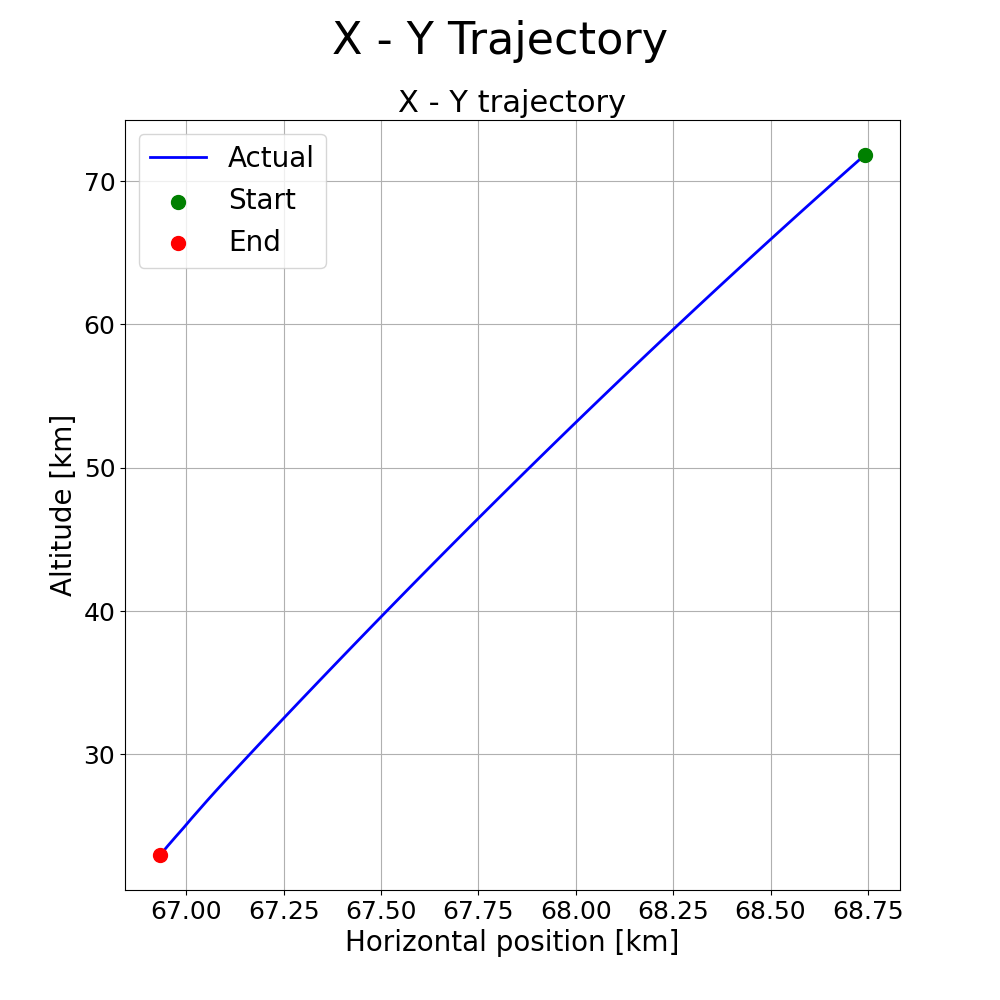 X - Y Trajectory
X - Y trajectory
Actual
Start
End
70
60
50
40
30
Altitude [km]
67.00 67.25 67.50 67.75 68.00 68.25 68.50 68.75
Horizontal position [km]